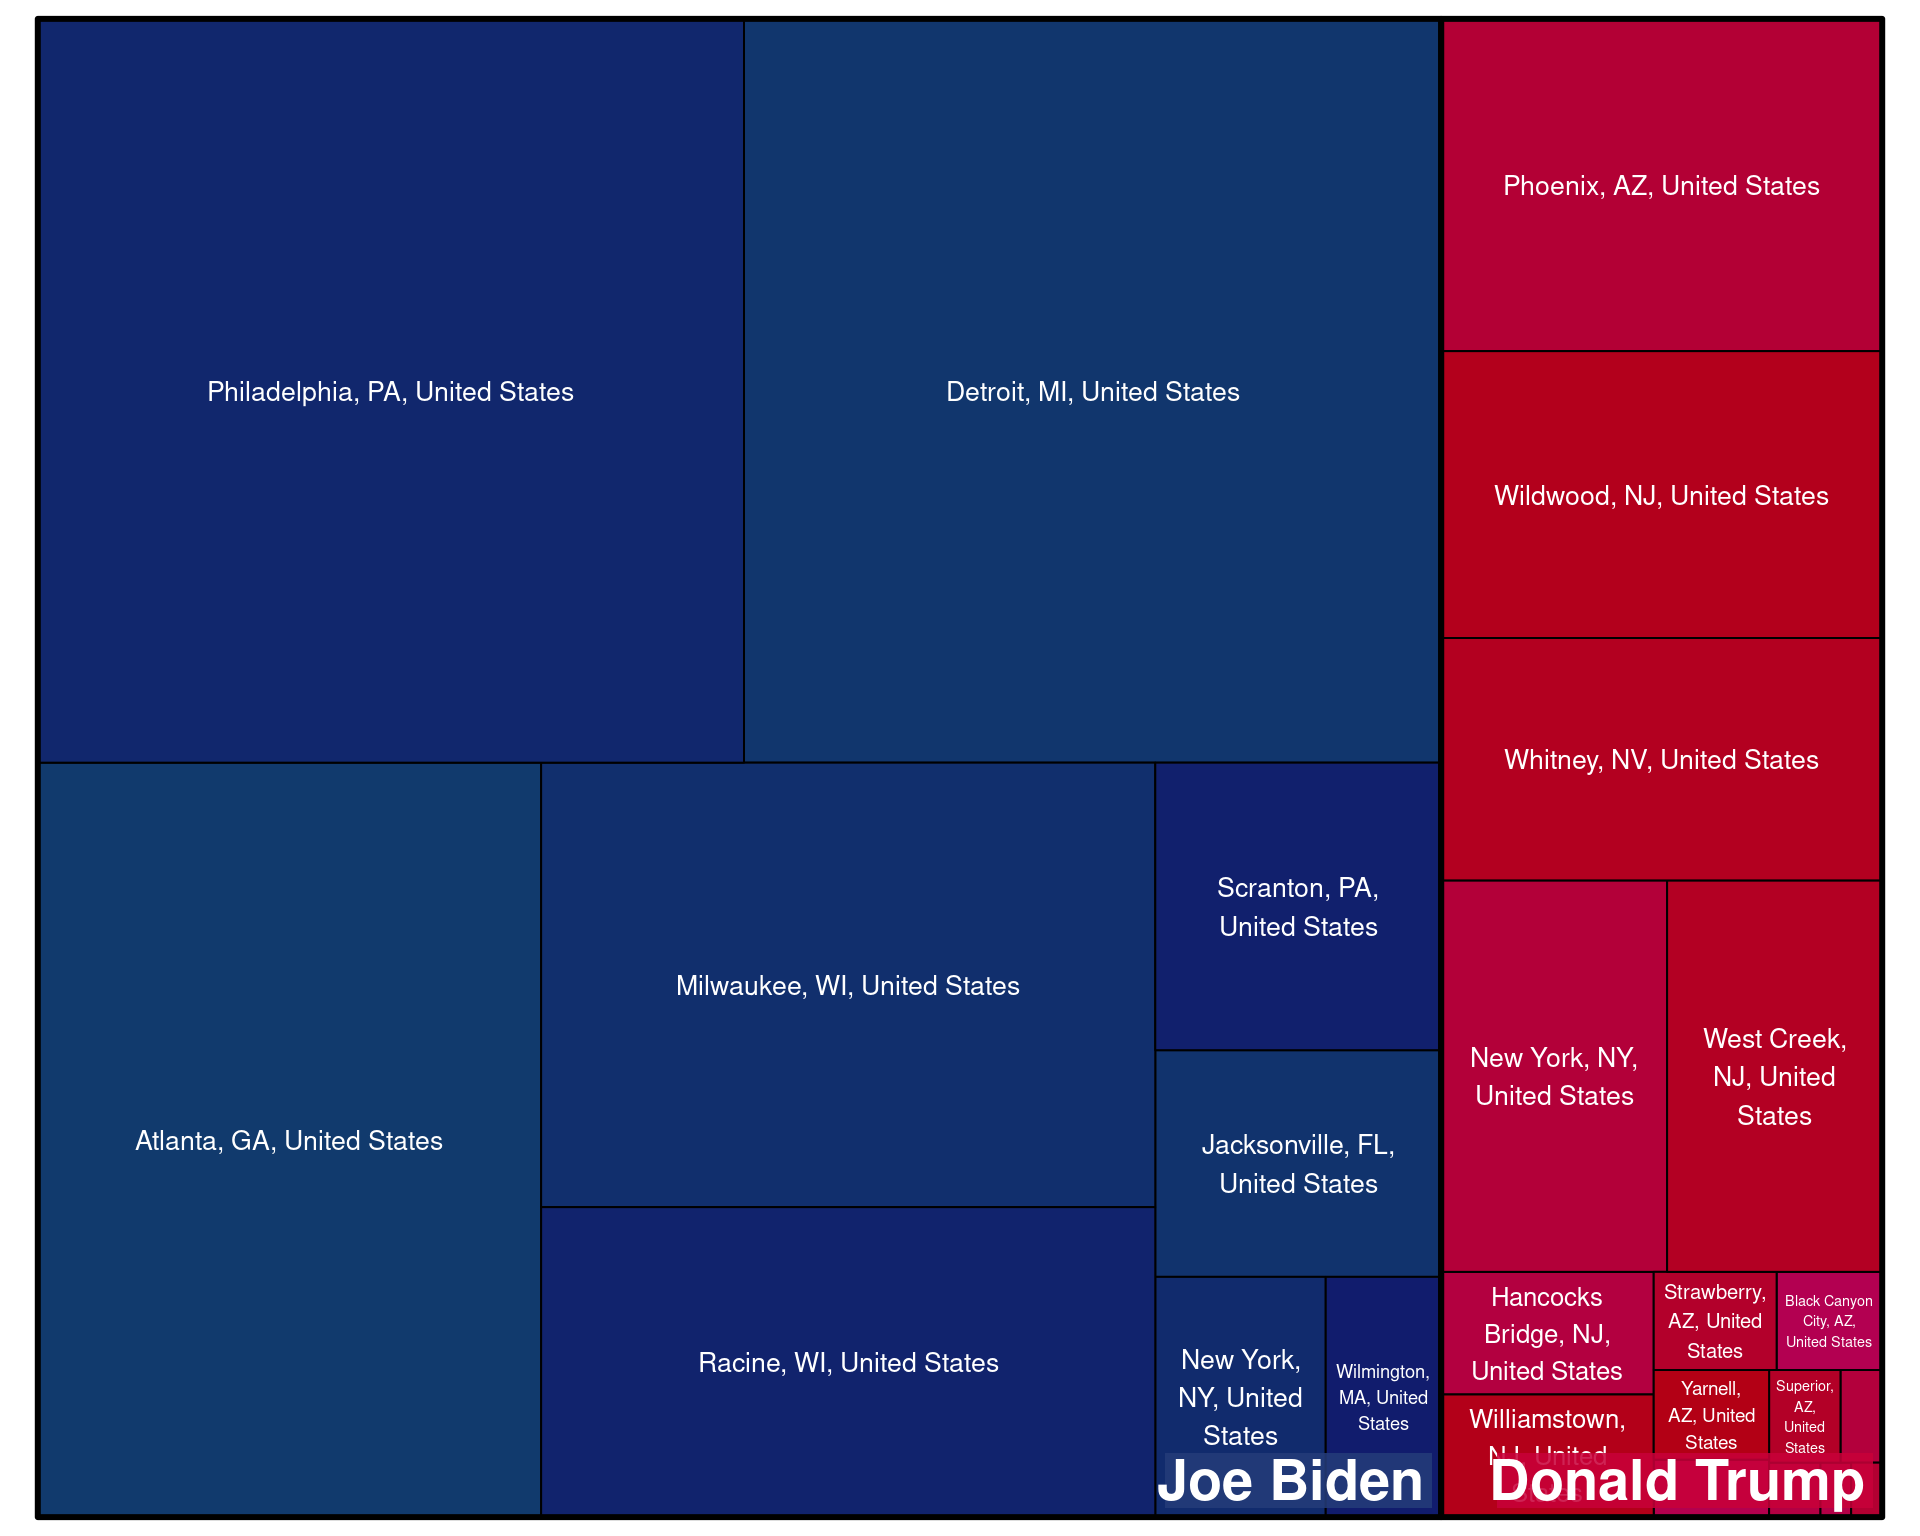 Philadelphia, PA, United States
Detroit, MI, United States
Atlanta, GA, United States
Milwaukee, WI, United States
Racine, WI, United States
Scranton, PA,
United States
Jacksonville, FL,
United States
New York,
NY, United
States
Wilmington,
MA, United
States
Joe Biden
Phoenix, AZ, United States
Wildwood, NJ, United States
Whitney, NV, United States
New York, NY,
United States
West Creek,
NJ, United
States
Hancocks
Bridge, NJ,
United States
Strawberry,
AZ, United
States
Black Canyon
City, AZ,
United States
Williamstown,
NJ, United
States
Yarnell,
AZ, United
States
Superior,
AZ,
United
States
Donald Trump